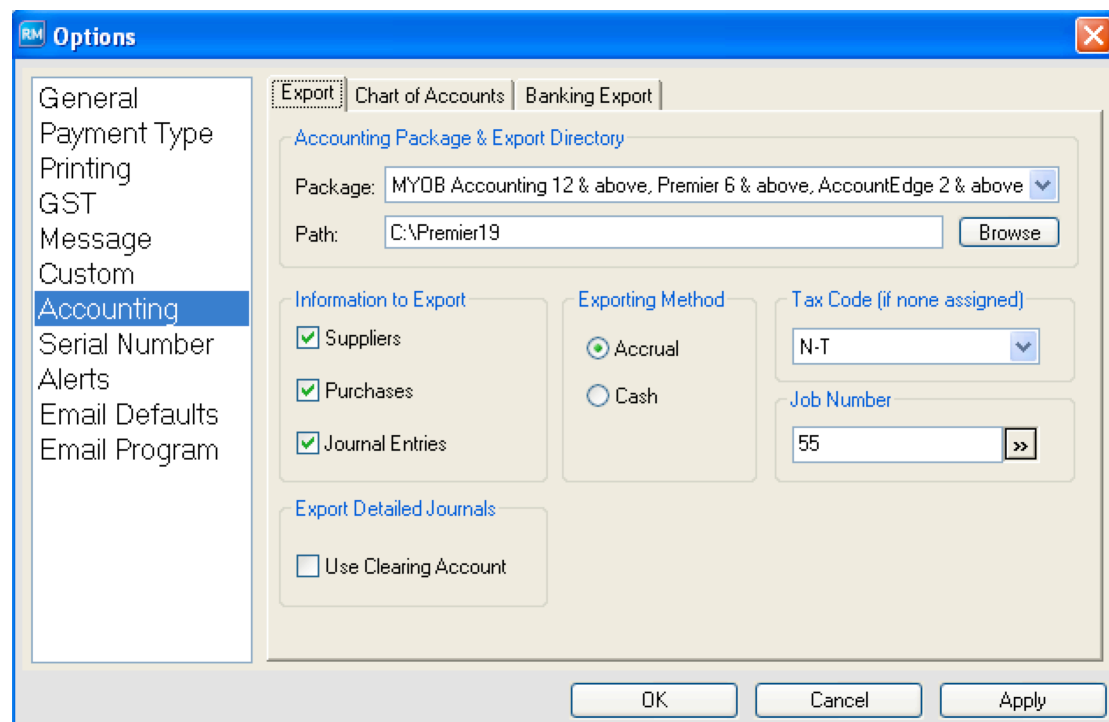 RM Options
General
Payment Type
Printing
GST
Message
Custom
Accounting
Serial Number
Alerts
Email Defaults
Email Program
Export Chart of Accounts Banking Export
Accounting Package & Export Directory
Package: MYOB Accounting 12 & above, Premier 6 & above, AccountEdge 2 & above
Path: C:\Premier19 Browse
Information to Export
Suppliers
Purchases
Journal Entries
Exporting Method
Accrual
Cash
Tax Code (if none assigned)
N-T
Job Number
55 »
Export Detailed Journals
Use Clearing Account
OK Cancel Apply